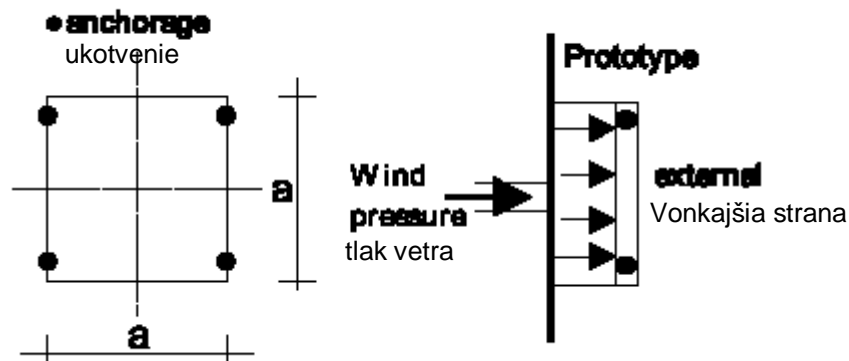 • anchorage
ukotvenie
a
a
Wind
pressure
tlak vetra
Prototype
external
Vonkajšia strana